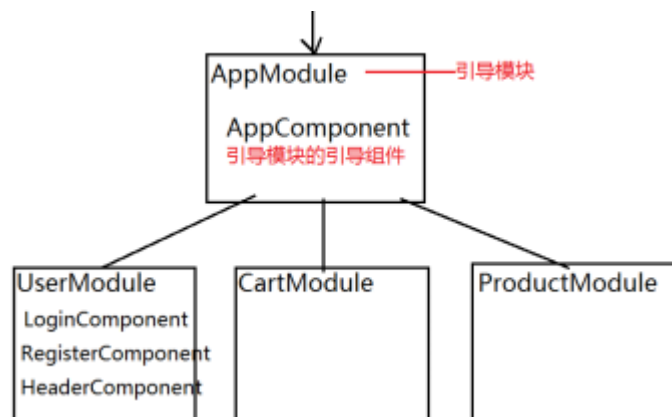 AppModule
引导模块
AppComponent
引导模块的引导组件
UserModule
LoginComponent
RegisterComponent
HeaderComponent
CartModule
ProductModule